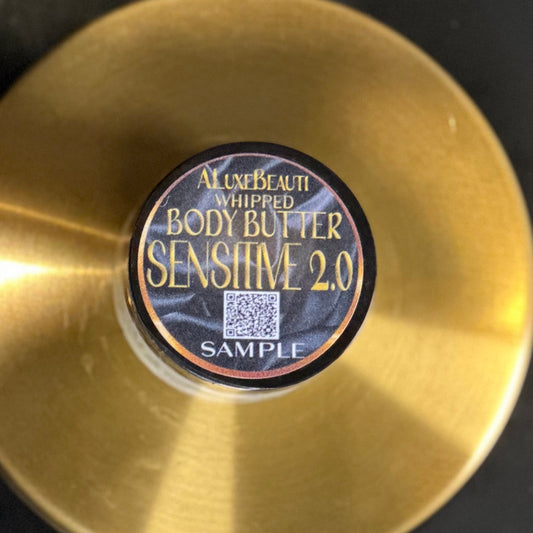 ALuxeBeauti
WHIPPED
BODY BUTTER
SENSITIVE 2.0
SAMPLE